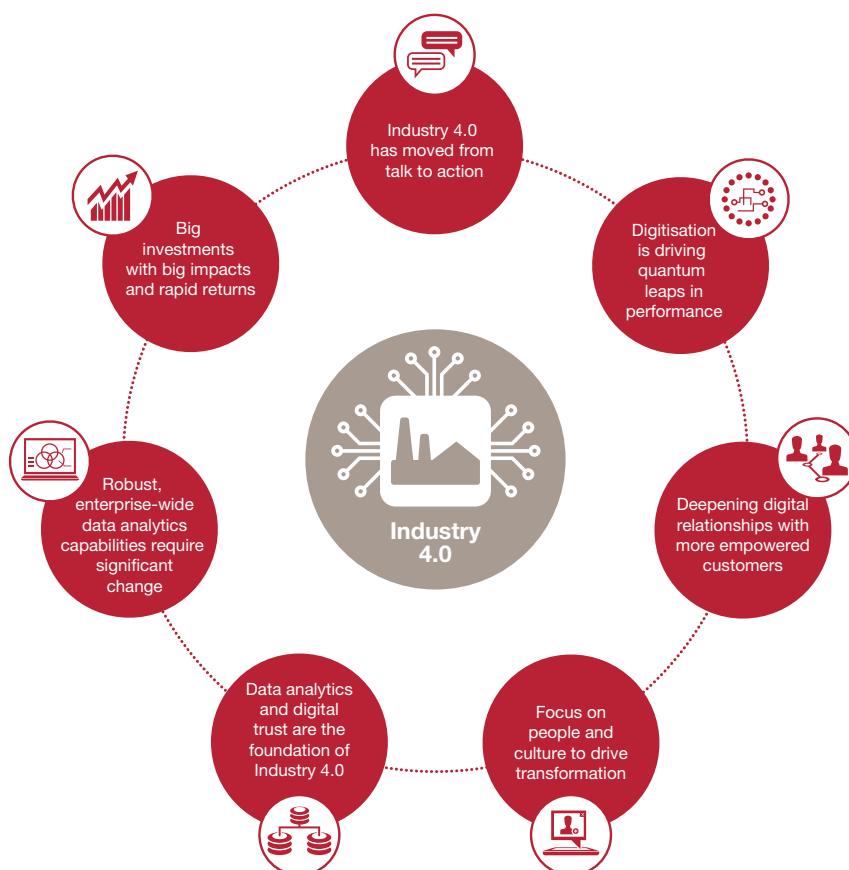 Industry 4.0
has moved from
talk to action
Digitisation
is driving
quantum
leaps in
performance
Deepening digital
relationships with
more empowered
customers
Focus on
people and
culture to drive
transformation
Data analytics
and digital
trust are the
foundation of
Industry 4.0
Robust,
enterprise-wide
data analytics
capabilities require
significant
change
Big
investments
with big impacts
and rapid returns
Industry
4.0